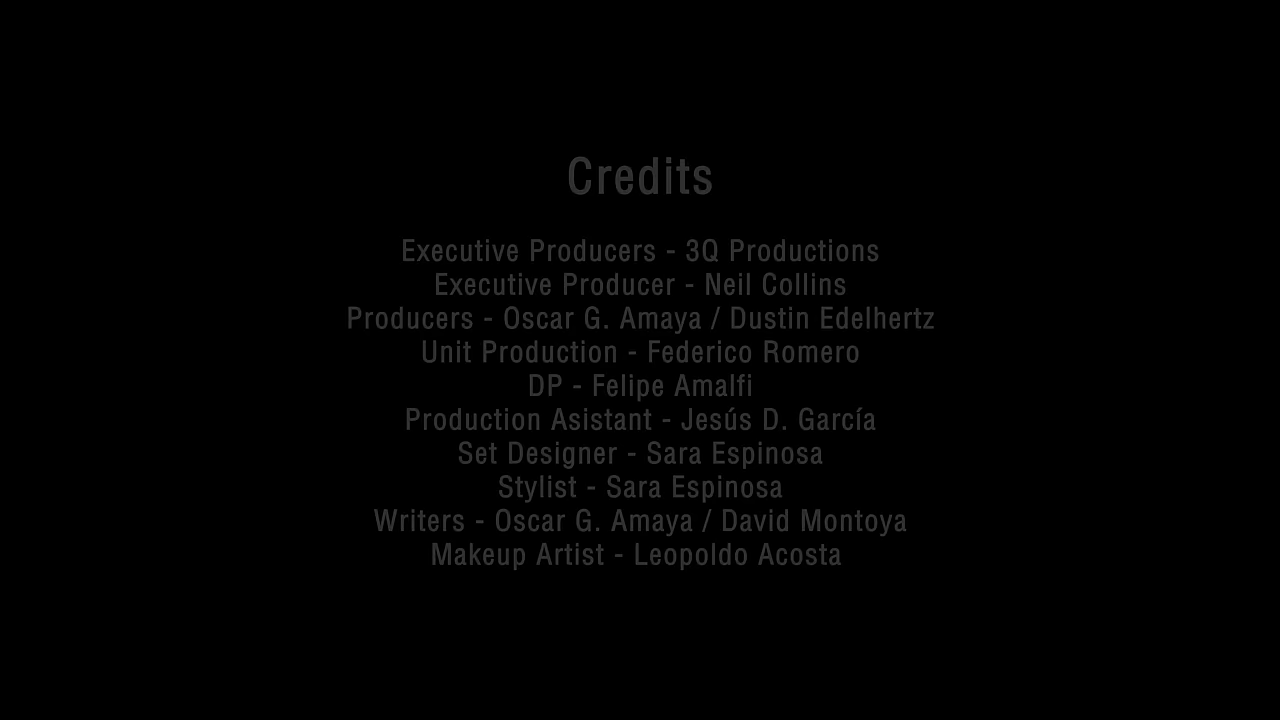 Credits
Executive Producers - 3Q Productions
Executive Producer - Neil Collins
Producers - Oscar G. Amaya / Dustin Edelhertz
Unit Production - Federico Romero
DP - Felipe Amalfi
Production Asistant - Jesús D. García
Set Designer - Sara Espinosa
Stylist - Sara Espinosa
Writers - Oscar G. Amaya / David Montoya
Makeup Artist - Leopoldo Acosta